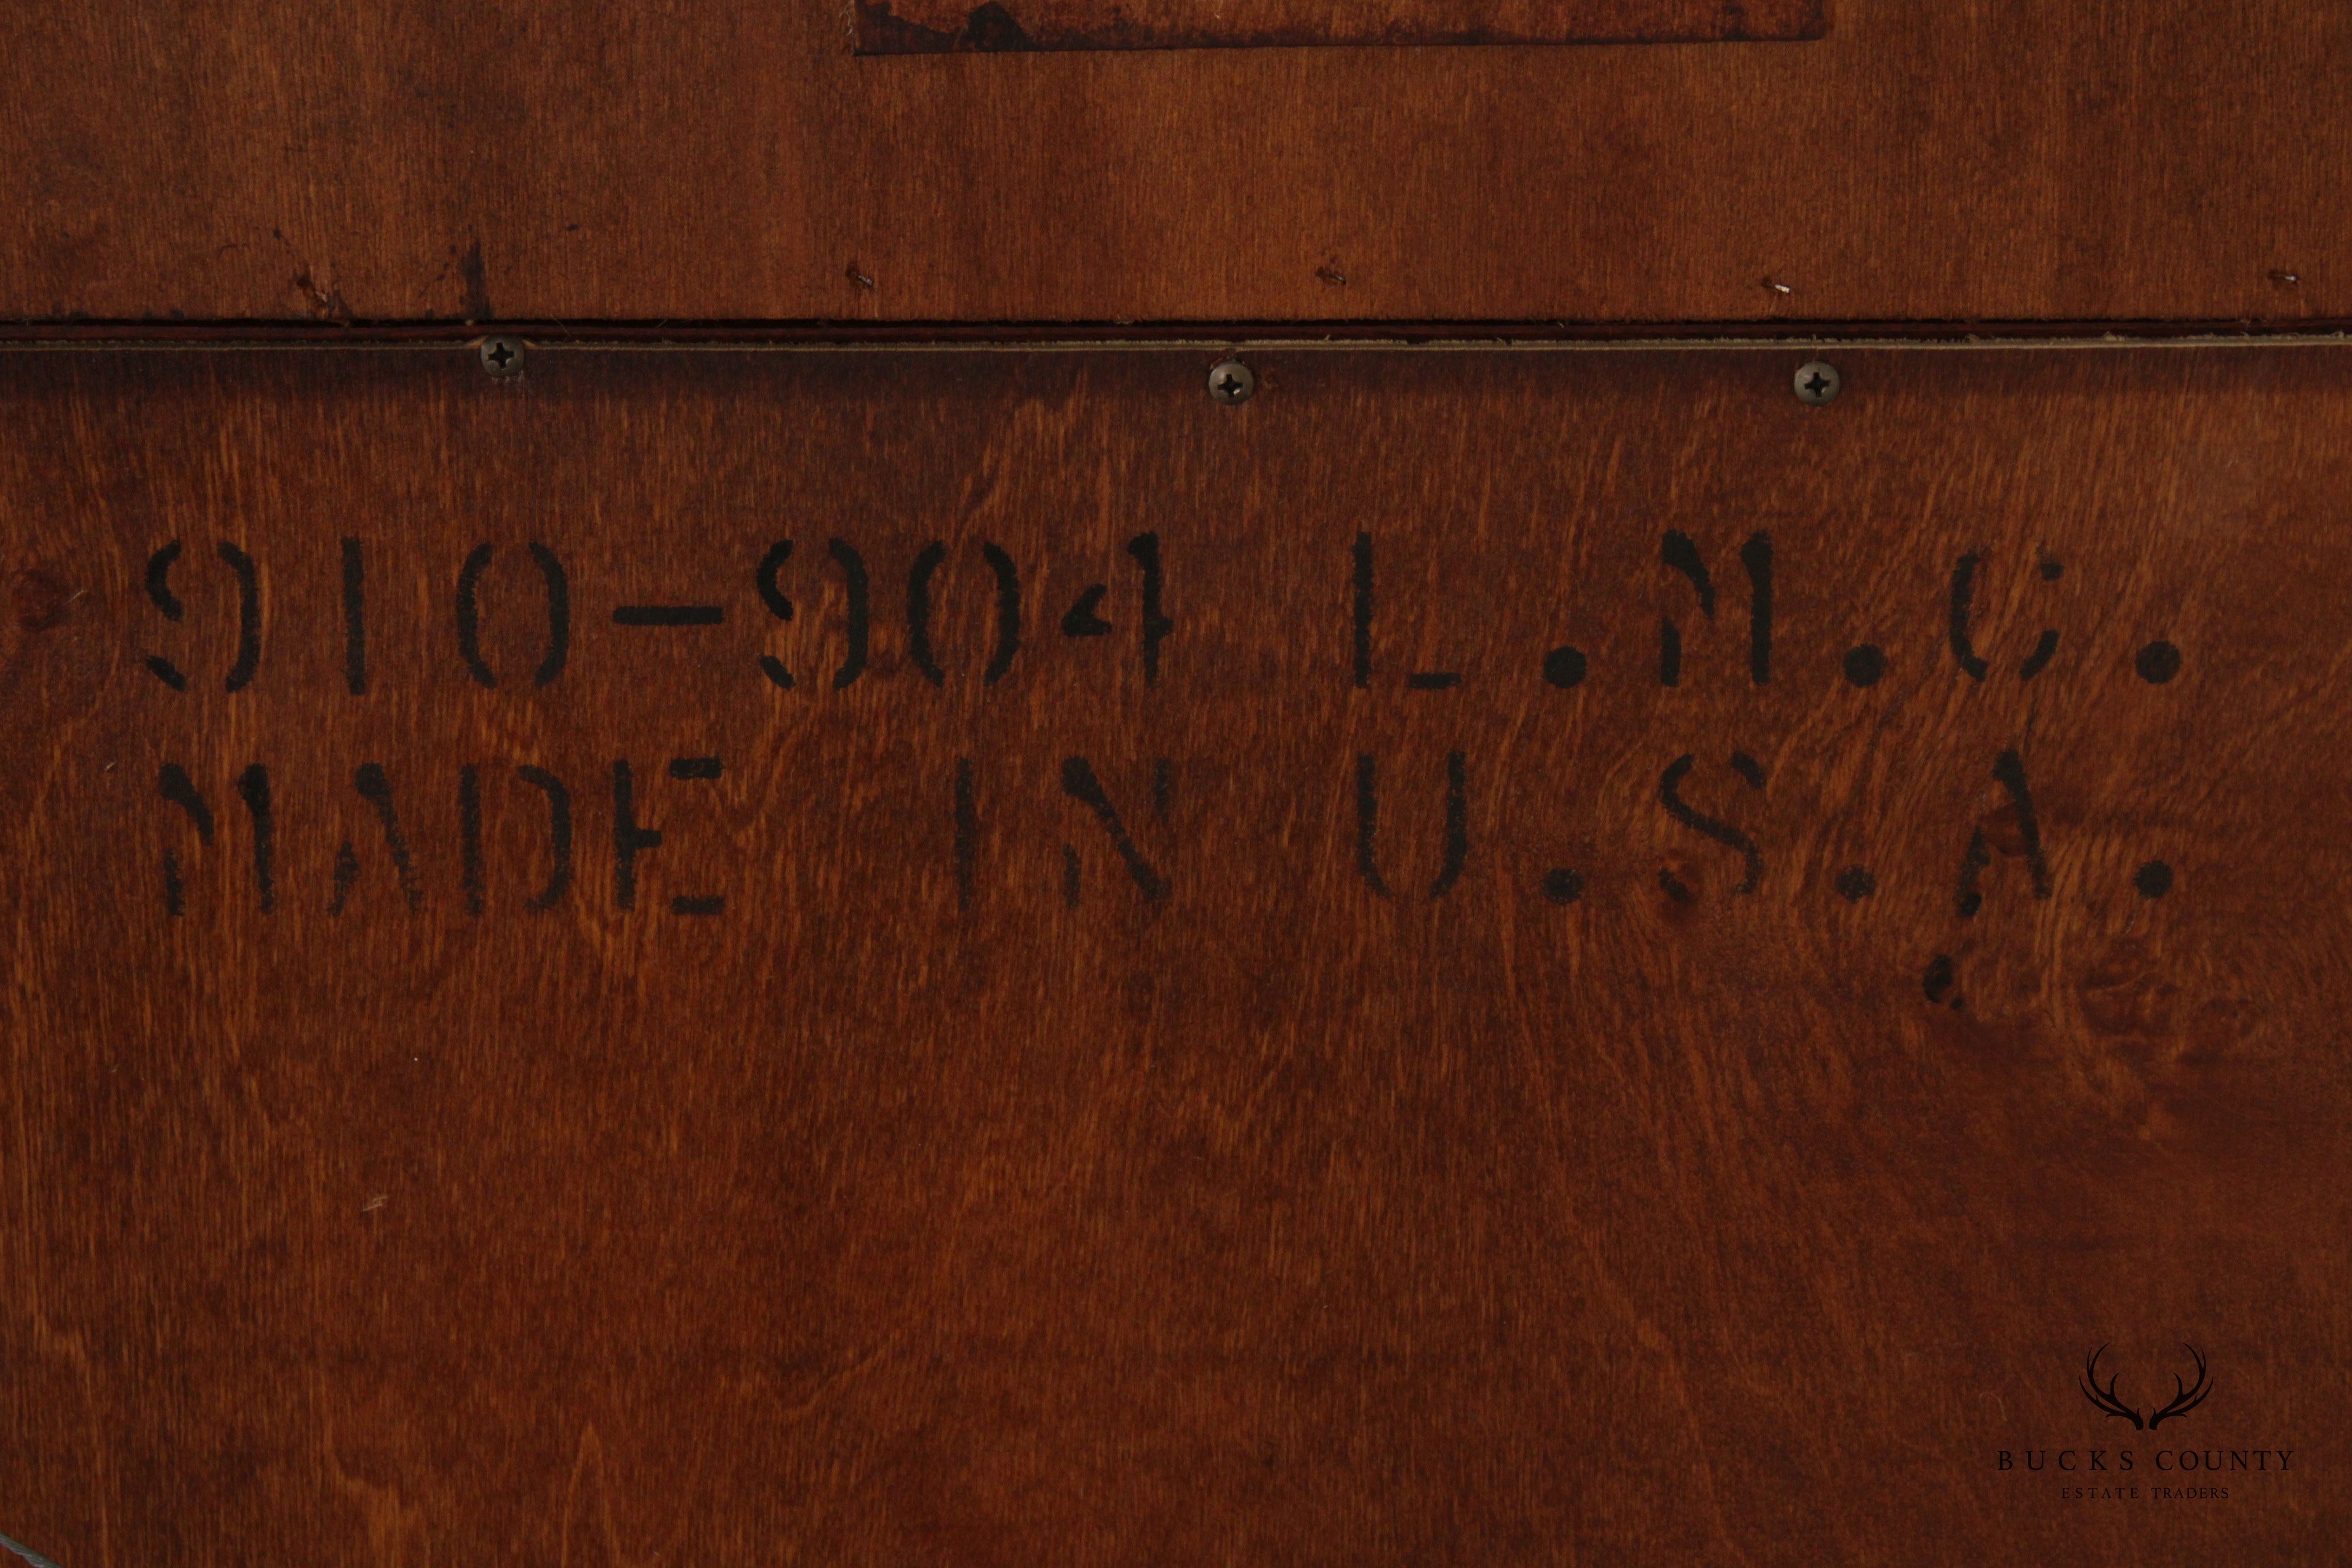 910-904 L.M.C.
MADE IN U.S.A.
BUCKS COUNTY
ESTATE TRADERS